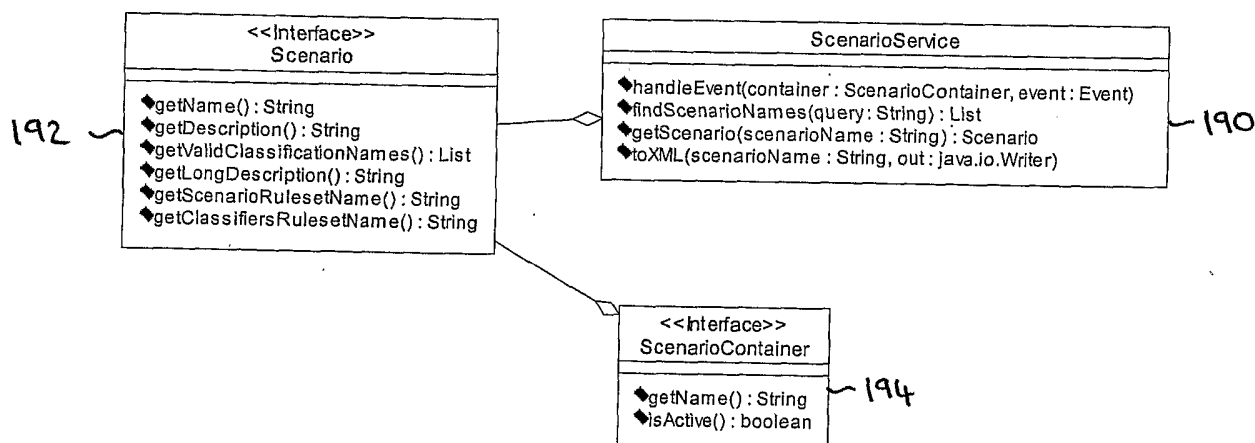 <<Interface>>
Scenario
getName() : String
getDescription() : String
getValidClassificationNames() : List
getLongDescription() : String
getScenarioRulesetName() : String
getClassifiersRulesetName() : String
192
ScenarioService
handleEvent(container : ScenarioContainer, event : Event)
findScenarioNames(query : String) : List
getScenario(scenarioName : String) : Scenario
toXML(scenarioName : String, out : java.io.Writer)
190
<<Interface>>
ScenarioContainer
getName() : String
isActive() : boolean
194